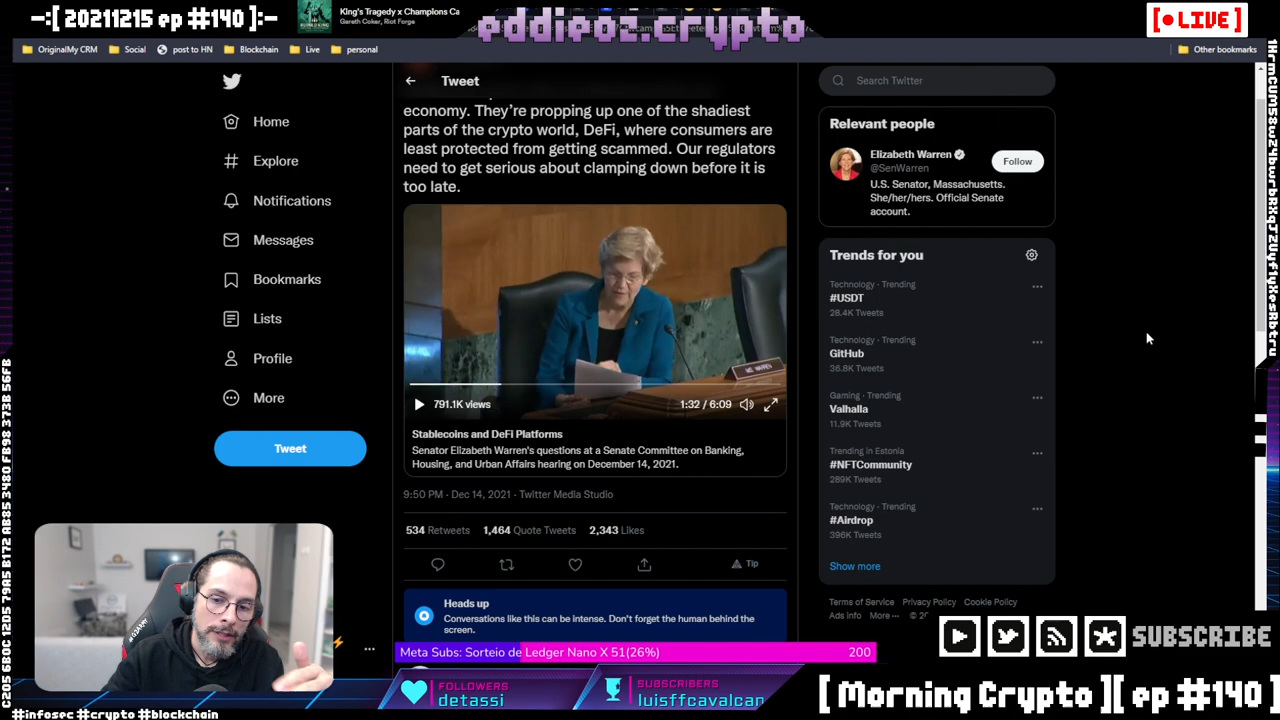 -:[ 20211215 ep #140 ]:-
King's Tragedy x Champions Ca
Gareth Coker, Riot Forge
eddieoz.crypto
[ • LIVE ]
OriginalMy CRM
Social
post to HN
Blockchain
Live
personal
Other bookmarks
Tweet
Search Twitter
Home
Explore
Notifications
Messages
Bookmarks
Lists
Profile
More
Tweet
economy. They're propping up one of the shadiest
parts of the crypto world, DeFi, where consumers are
least protected from getting scammed. Our regulators
need to get serious about clamping down before it is
too late.
MS. WARREN
791.1K views
1:32 / 6:09
Stablecoins and DeFi Platforms
Senator Elizabeth Warren's questions at a Senate Committee on Banking,
Housing, and Urban Affairs hearing on December 14, 2021.
9:50 PM · Dec 14, 2021 · Twitter Media Studio
534 Retweets 1,464 Quote Tweets 2,343 Likes
Tip
Heads up
Conversations like this can be intense. Don't forget the human behind the
screen.
Relevant people
Elizabeth Warren
@SenWarren
Follow
U.S. Senator, Massachusetts.
She/her/hers. Official Senate
account.
Trends for you
Technology · Trending
#USDT
28.4K Tweets
Technology · Trending
GitHub
36.8K Tweets
Gaming · Trending
Valhalla
11.9K Tweets
Trending in Estonia
#NFTCommunity
289K Tweets
Technology · Trending
#Airdrop
396K Tweets
Show more
Terms of Service Privacy Policy Cookie Policy
Ads info More ··· © 2
SUBSCRIBE
Meta Subs: Sorteio de Ledger Nano X 51(26%)
200
FOLLOWERS
detassi
SUBSCRIBERS
luisffcavalcan
[ Morning Crypto ][ ep #140 ]
#infosec #crypto #blockchain